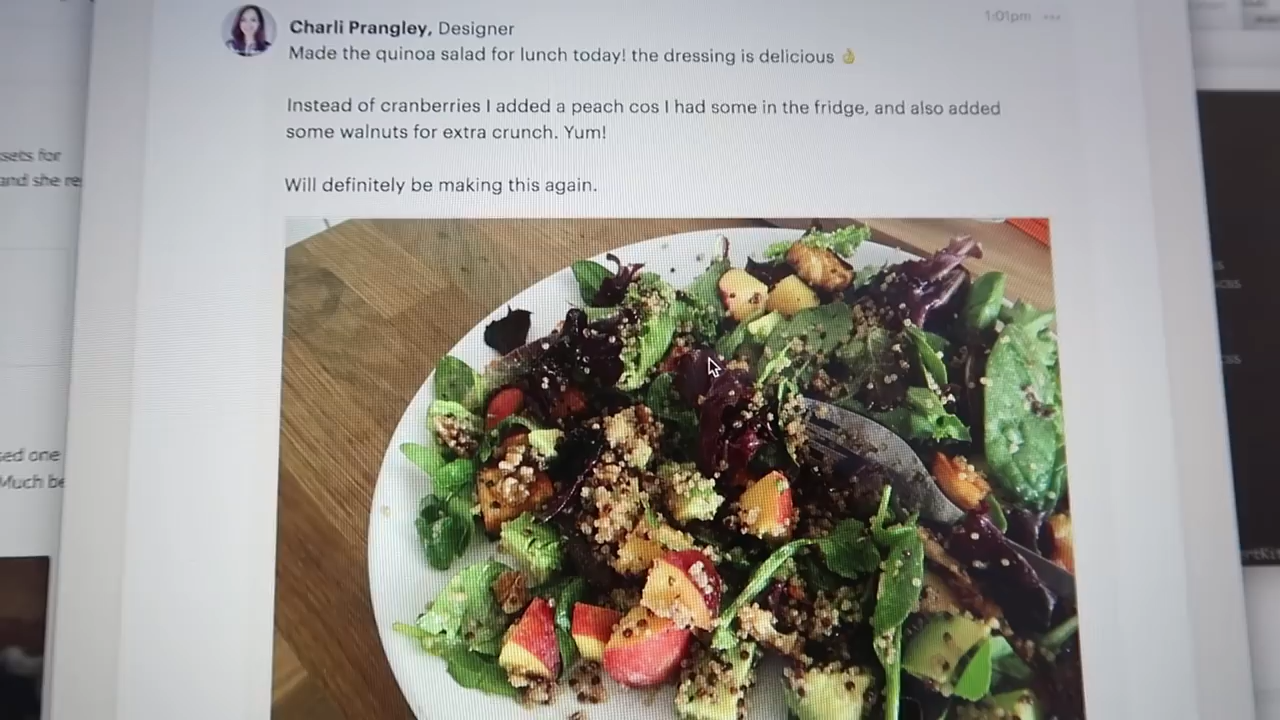 Charli Prangley, Designer
1:01pm
Made the quinoa salad for lunch today! the dressing is delicious 👌
Instead of cranberries I added a peach cos I had some in the fridge, and also added
some walnuts for extra crunch. Yum!
Will definitely be making this again.
sets for
and she re
sed one
Much be